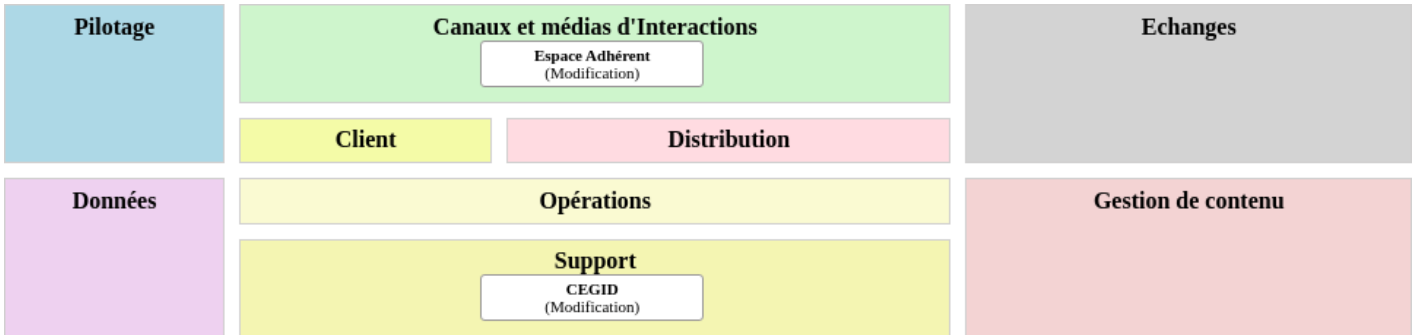 Pilotage
Canaux et médias d'Interactions
Espace Adhérent
(Modification)
Echanges
Client
Distribution
Données
Opérations
Gestion de contenu
Support
CEGID
(Modification)